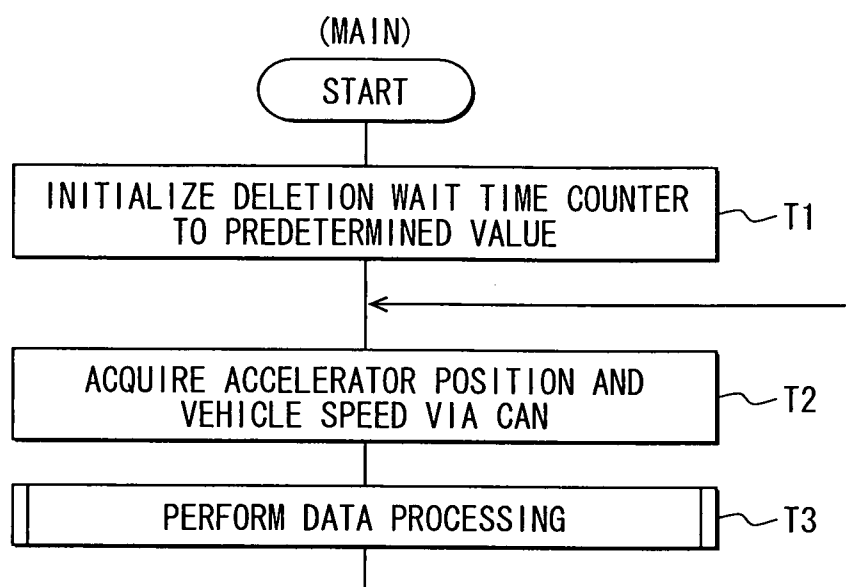 (MAIN)
START
INITIALIZE DELETION WAIT TIME COUNTER
TO PREDETERMINED VALUE
T1
ACQUIRE ACCELERATOR POSITION AND
VEHICLE SPEED VIA CAN
T2
PERFORM DATA PROCESSING
T3